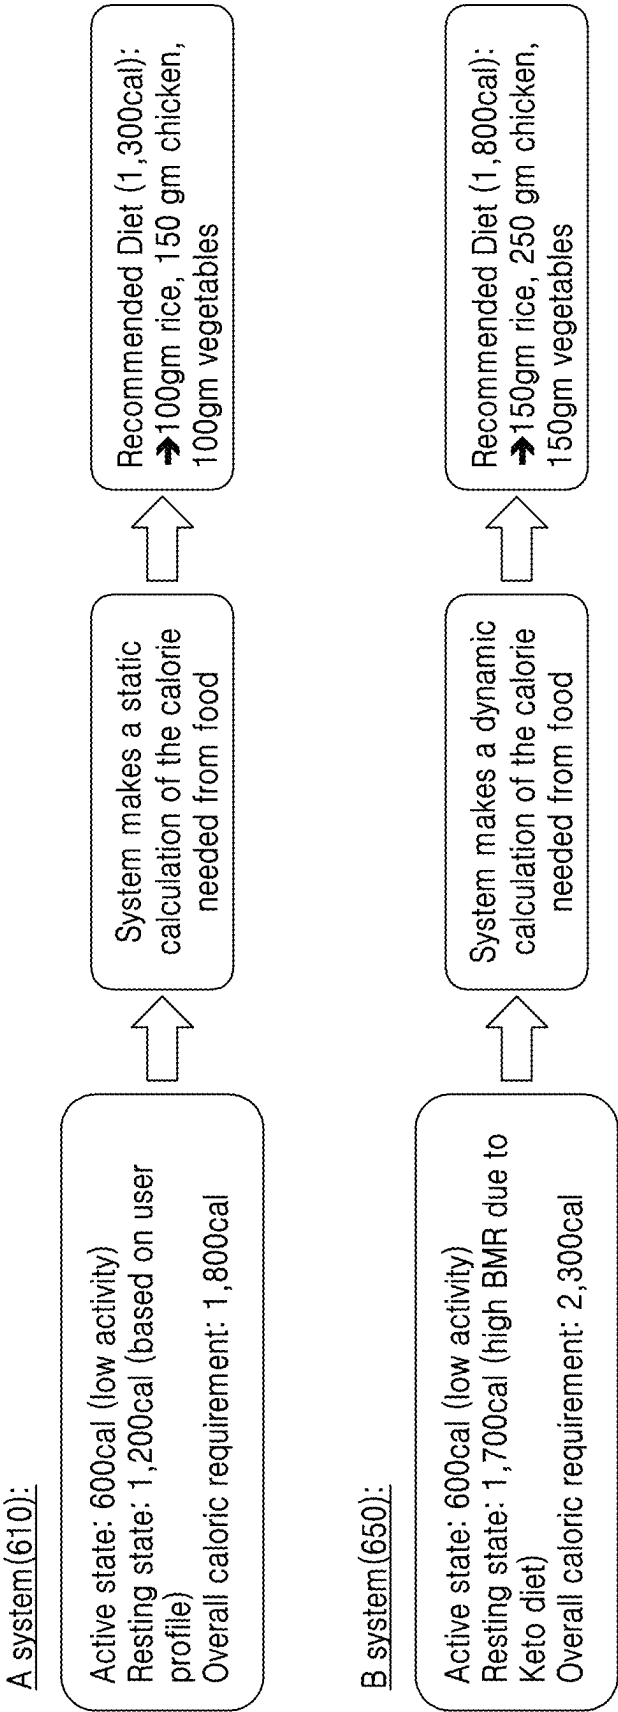 A system(610):
Active state: 600cal (low activity)
Resting state: 1,200cal (based on user
profile)
Overall caloric requirement: 1,800cal
System makes a static
calculation of the calorie
needed from food
Recommended Diet (1,300cal):
➔100gm rice, 150 gm chicken,
100gm vegetables
B system(650):
Active state: 600cal (low activity)
Resting state: 1,700cal (high BMR due to
Keto diet)
Overall caloric requirement: 2,300cal
System makes a dynamic
calculation of the calorie
needed from food
Recommended Diet (1,800cal):
➔150gm rice, 250 gm chicken,
150gm vegetables